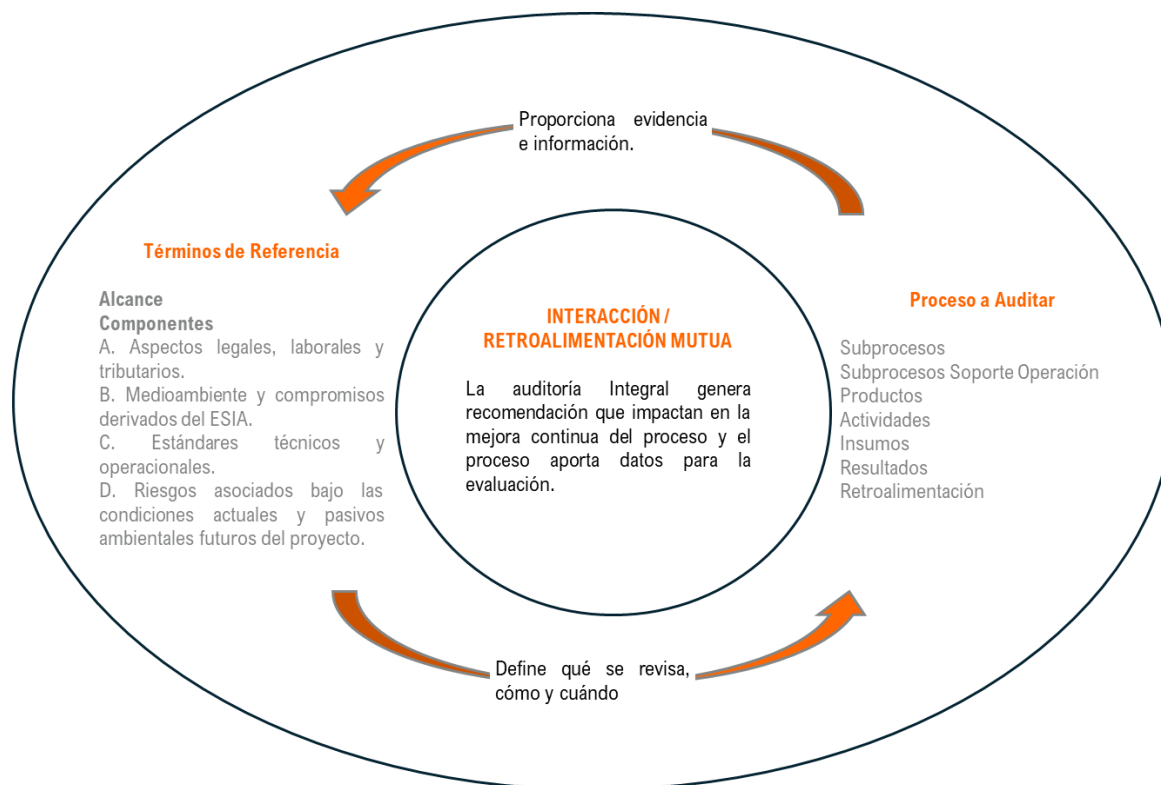 Proporciona evidencia
e información.
Términos de Referencia
Alcance
Componentes
A. Aspectos legales, laborales y
tributarios.
B. Medioambiente y compromisos
derivados del ESIA.
C. Estándares técnicos y
operacionales.
D. Riesgos asociados bajo las
condiciones actuales y pasivos
ambientales futuros del proyecto.
INTERACCIÓN /
RETROALIMENTACIÓN MUTUA
La auditoría Integral genera
recomendación que impactan en la
mejora continua del proceso y el
proceso aporta datos para la
evaluación.
Proceso a Auditar
Subprocesos
Subprocesos Soporte Operación
Productos
Actividades
Insumos
Resultados
Retroalimentación
Define qué se revisa,
cómo y cuándo